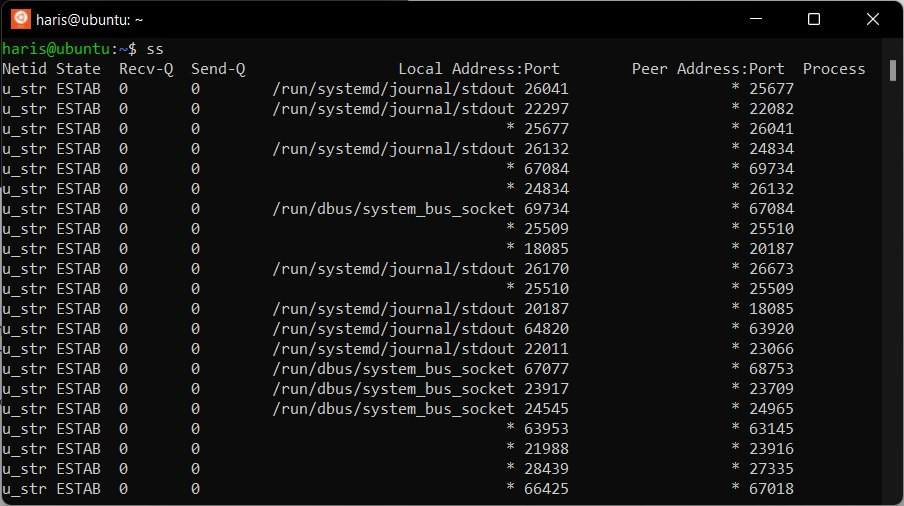 haris@ubuntu: ~
haris@ubuntu:~$ ss
Netid State  Recv-Q  Send-Q                 Local Address:Port        Peer Address:Port  Process
u_str ESTAB  0       0        /run/systemd/journal/stdout 26041                  * 25677
u_str ESTAB  0       0        /run/systemd/journal/stdout 22297                  * 22082
u_str ESTAB  0       0                                  * 25677                  * 26041
u_str ESTAB  0       0        /run/systemd/journal/stdout 26132                  * 24834
u_str ESTAB  0       0                                  * 67084                  * 69734
u_str ESTAB  0       0                                  * 24834                  * 26132
u_str ESTAB  0       0        /run/dbus/system_bus_socket 69734                  * 67084
u_str ESTAB  0       0                                  * 25509                  * 25510
u_str ESTAB  0       0                                  * 18085                  * 20187
u_str ESTAB  0       0        /run/systemd/journal/stdout 26170                  * 26673
u_str ESTAB  0       0                                  * 25510                  * 25509
u_str ESTAB  0       0        /run/systemd/journal/stdout 20187                  * 18085
u_str ESTAB  0       0        /run/systemd/journal/stdout 64820                  * 63920
u_str ESTAB  0       0        /run/systemd/journal/stdout 22011                  * 23066
u_str ESTAB  0       0        /run/dbus/system_bus_socket 67077                  * 68753
u_str ESTAB  0       0        /run/dbus/system_bus_socket 23917                  * 23709
u_str ESTAB  0       0        /run/dbus/system_bus_socket 24545                  * 24965
u_str ESTAB  0       0                                  * 63953                  * 63145
u_str ESTAB  0       0                                  * 21988                  * 23916
u_str ESTAB  0       0                                  * 28439                  * 27335
u_str ESTAB  0       0                                  * 66425                  * 67018